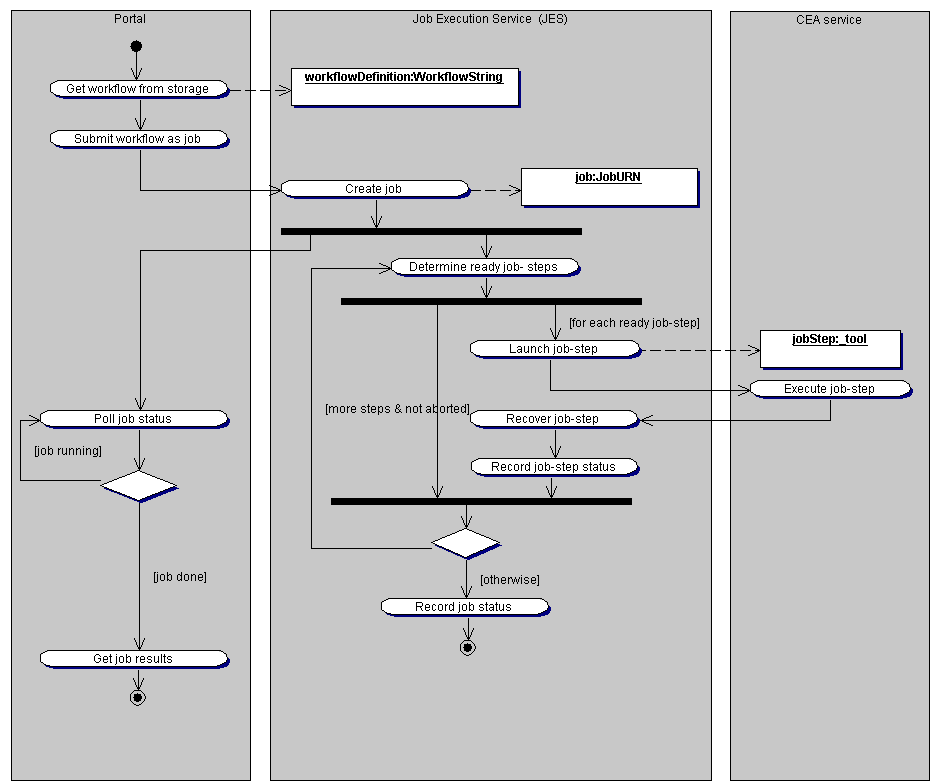 Portal
Job Execution Service (JES)
CEA service
workflowDefinition:WorkflowString
Get workflow from storage
Submit workflow as job
job:JobURN
Create job
Determine ready job- steps
[for each ready job-step]
jobStep:_tool
Launch job-step
Execute job-step
[more steps & not aborted]
Poll job status
Recover job-step
[job running]
Record job-step status
[job done]
[otherwise]
Record job status
Get job results